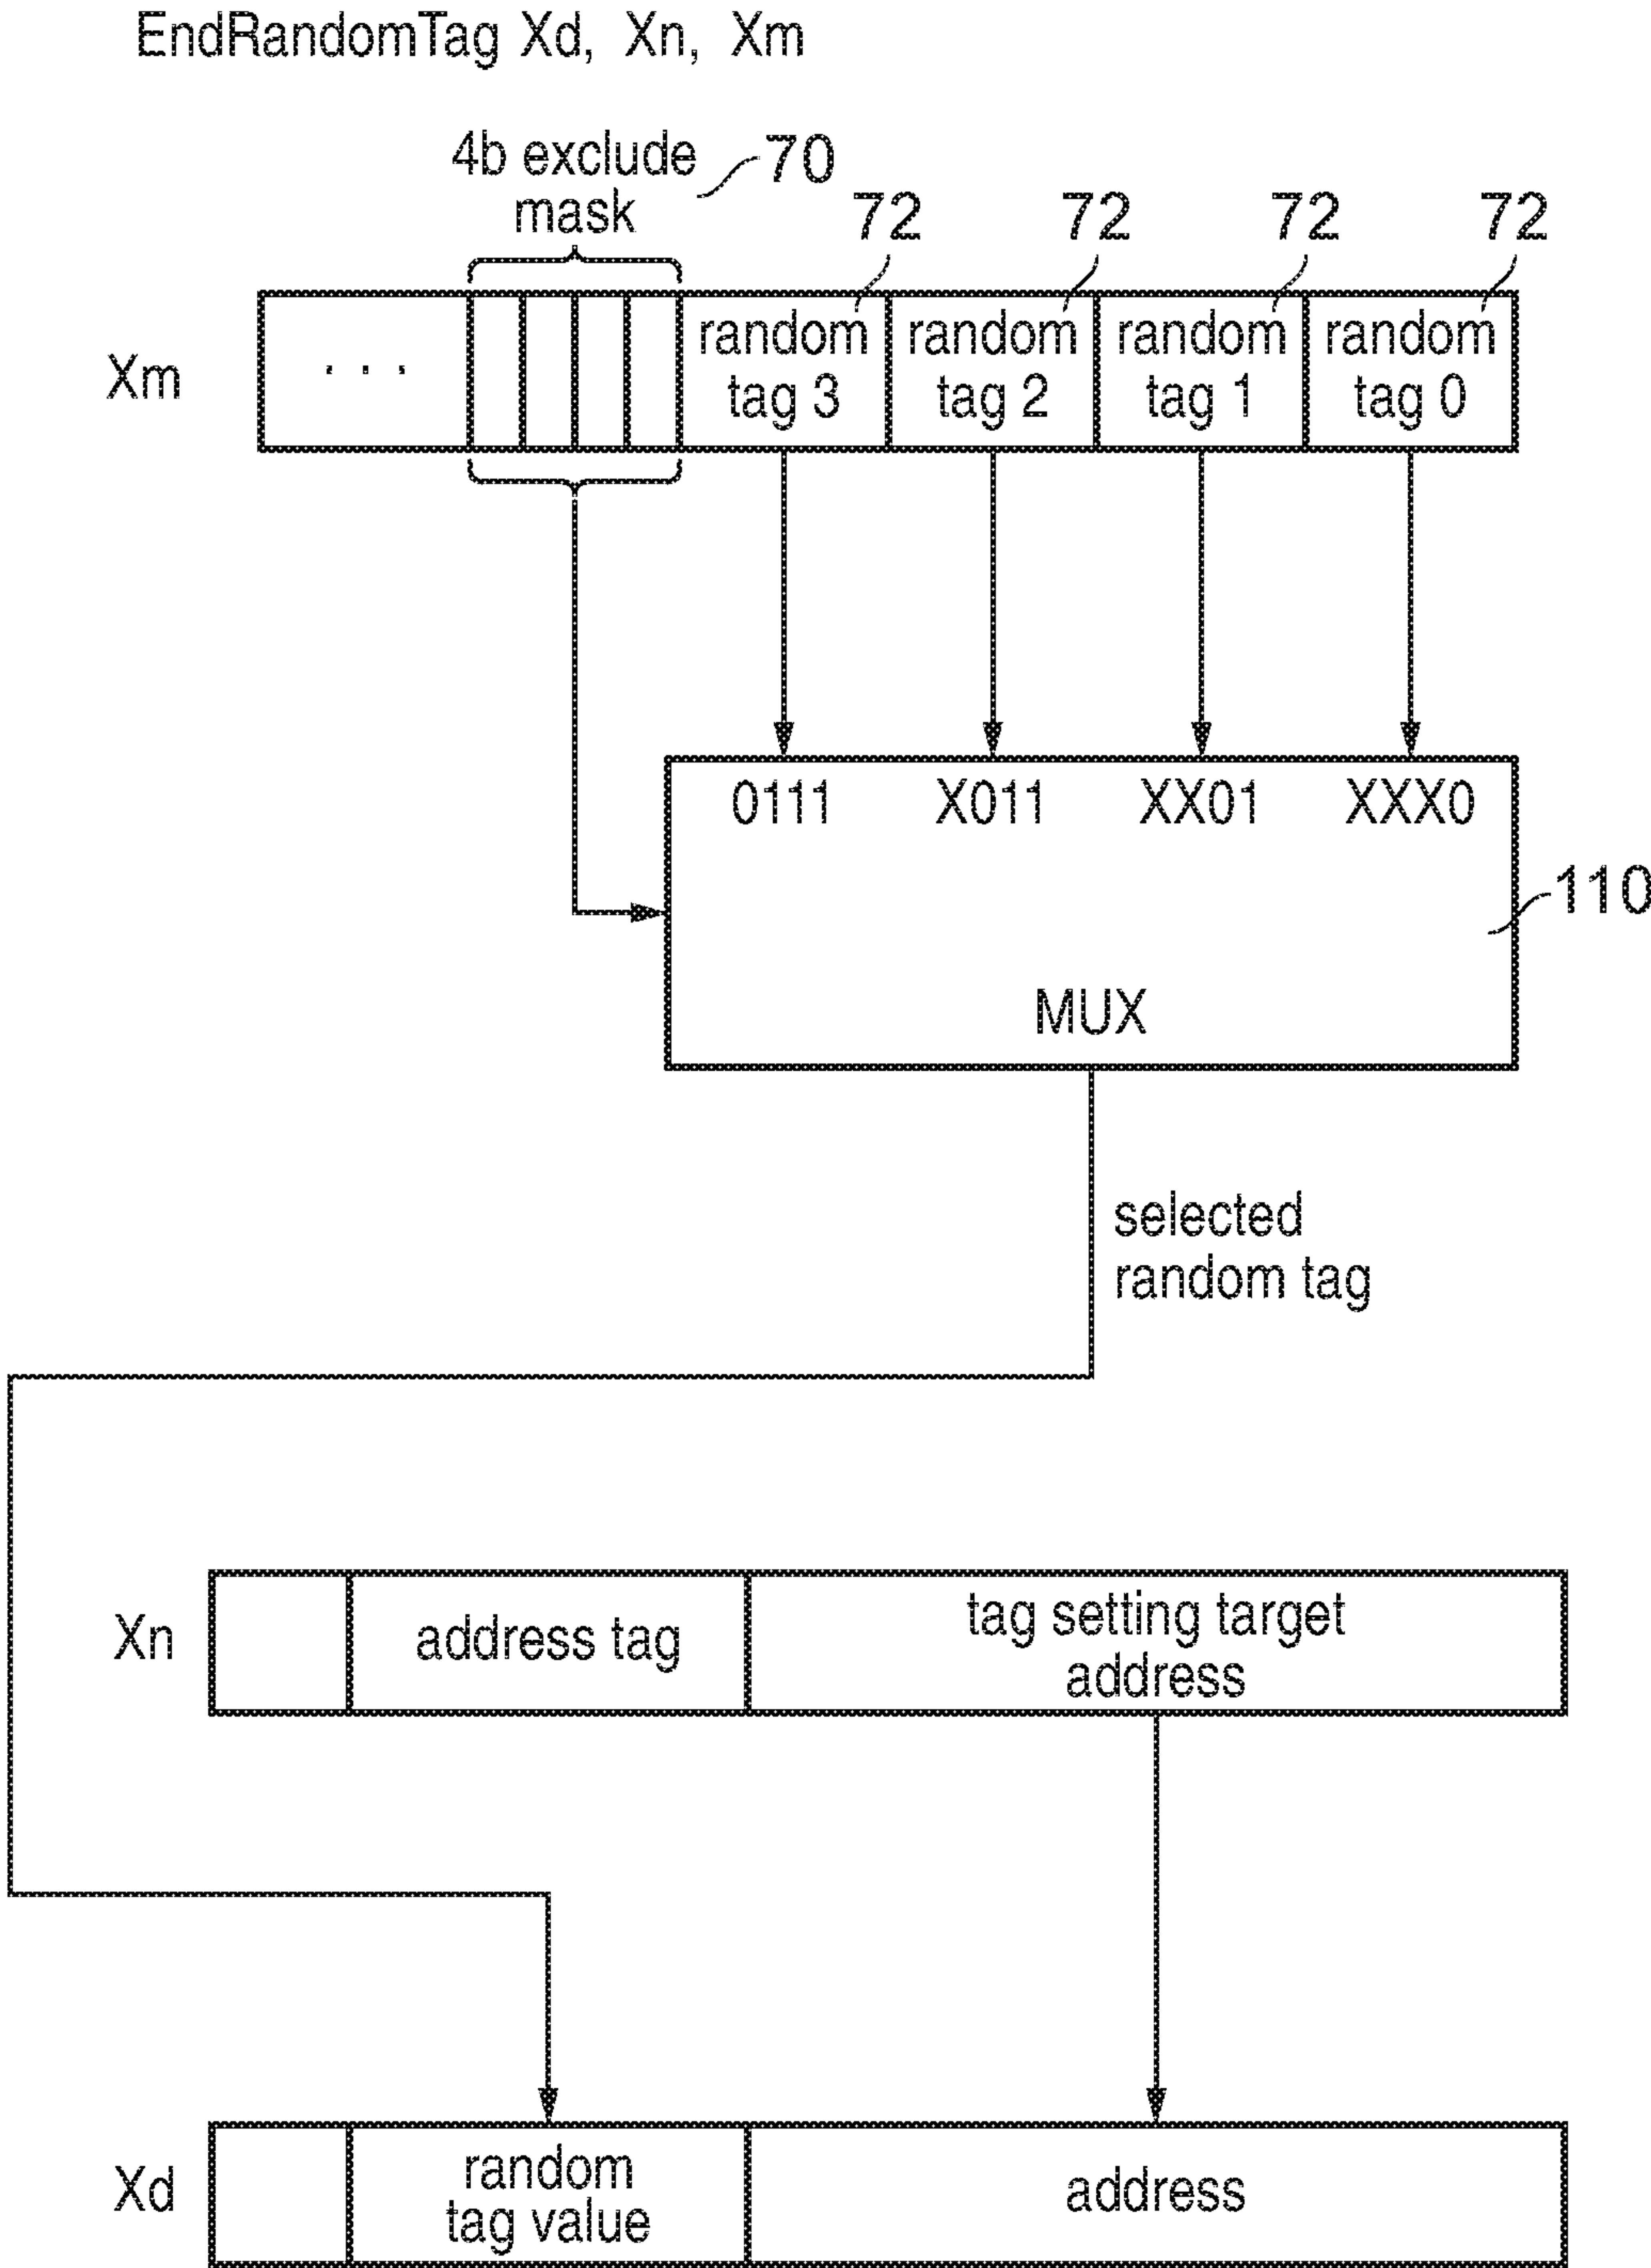 EndRandomTag Xd, Xn, Xm
4b exclude
mask
70
72 72 72 72
Xm
. . .
random
tag 3
random
tag 2
random
tag 1
random
tag 0
0111 X011 XX01 XXX0
110
MUX
selected
random tag
Xn
address tag
tag setting target
address
Xd
random
tag value
address